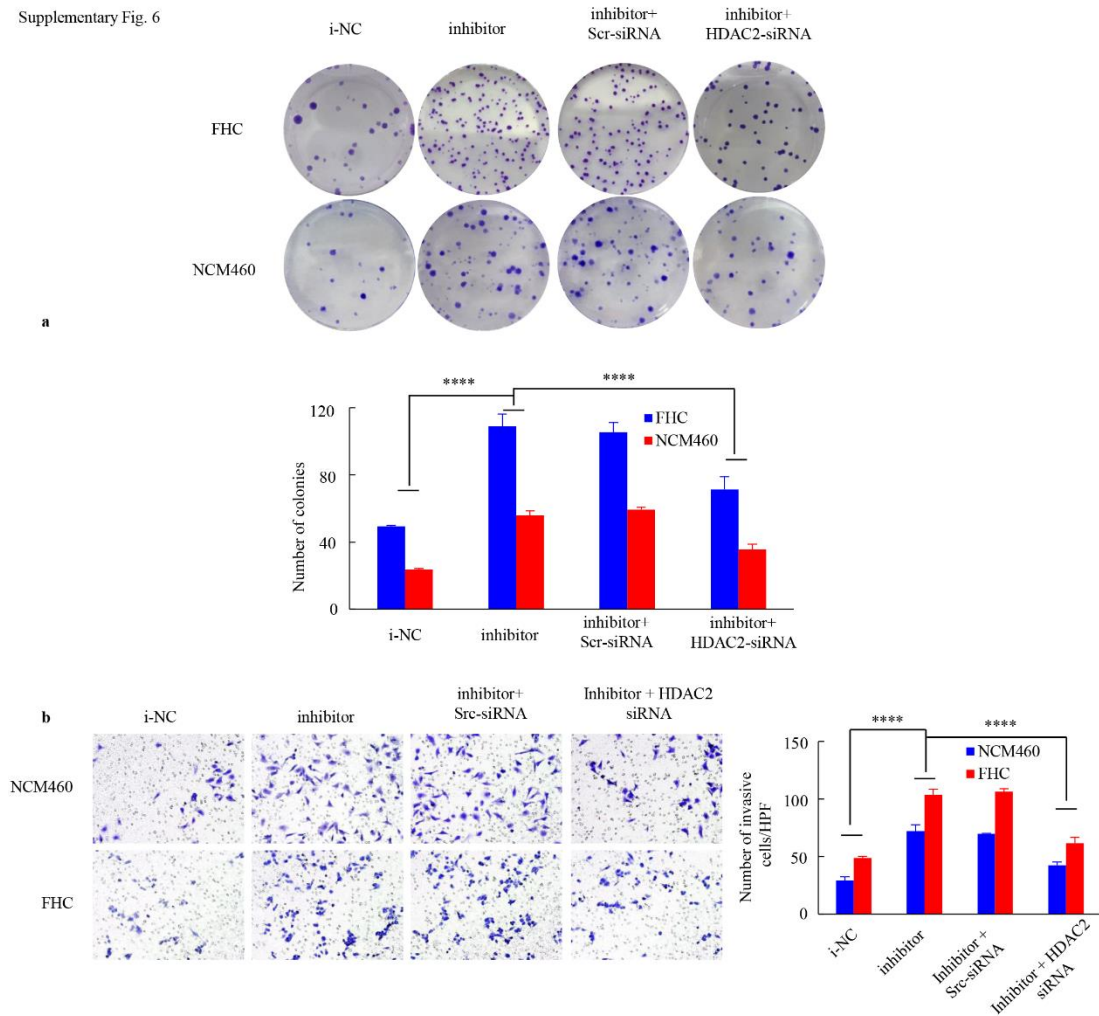 Supplementary Fig. 6
i-NC
inhibitor
inhibitor+
Scr-siRNA
inhibitor+
HDAC2-siRNA
FHC
NCM460
a
****
****
120
80
40
0
Number of colonies
FHC
NCM460
i-NC
inhibitor
inhibitor+
Scr-siRNA
inhibitor+
HDAC2-siRNA
b
i-NC
inhibitor
inhibitor+
Src-siRNA
Inhibitor + HDAC2
siRNA
NCM460
FHC
****
****
150
100
50
0
Number of invasive
cells/HPF
NCM460
FHC
i-NC
inhibitor
Inhibitor +
Src-siRNA
Inhibitor + HDAC2
siRNA